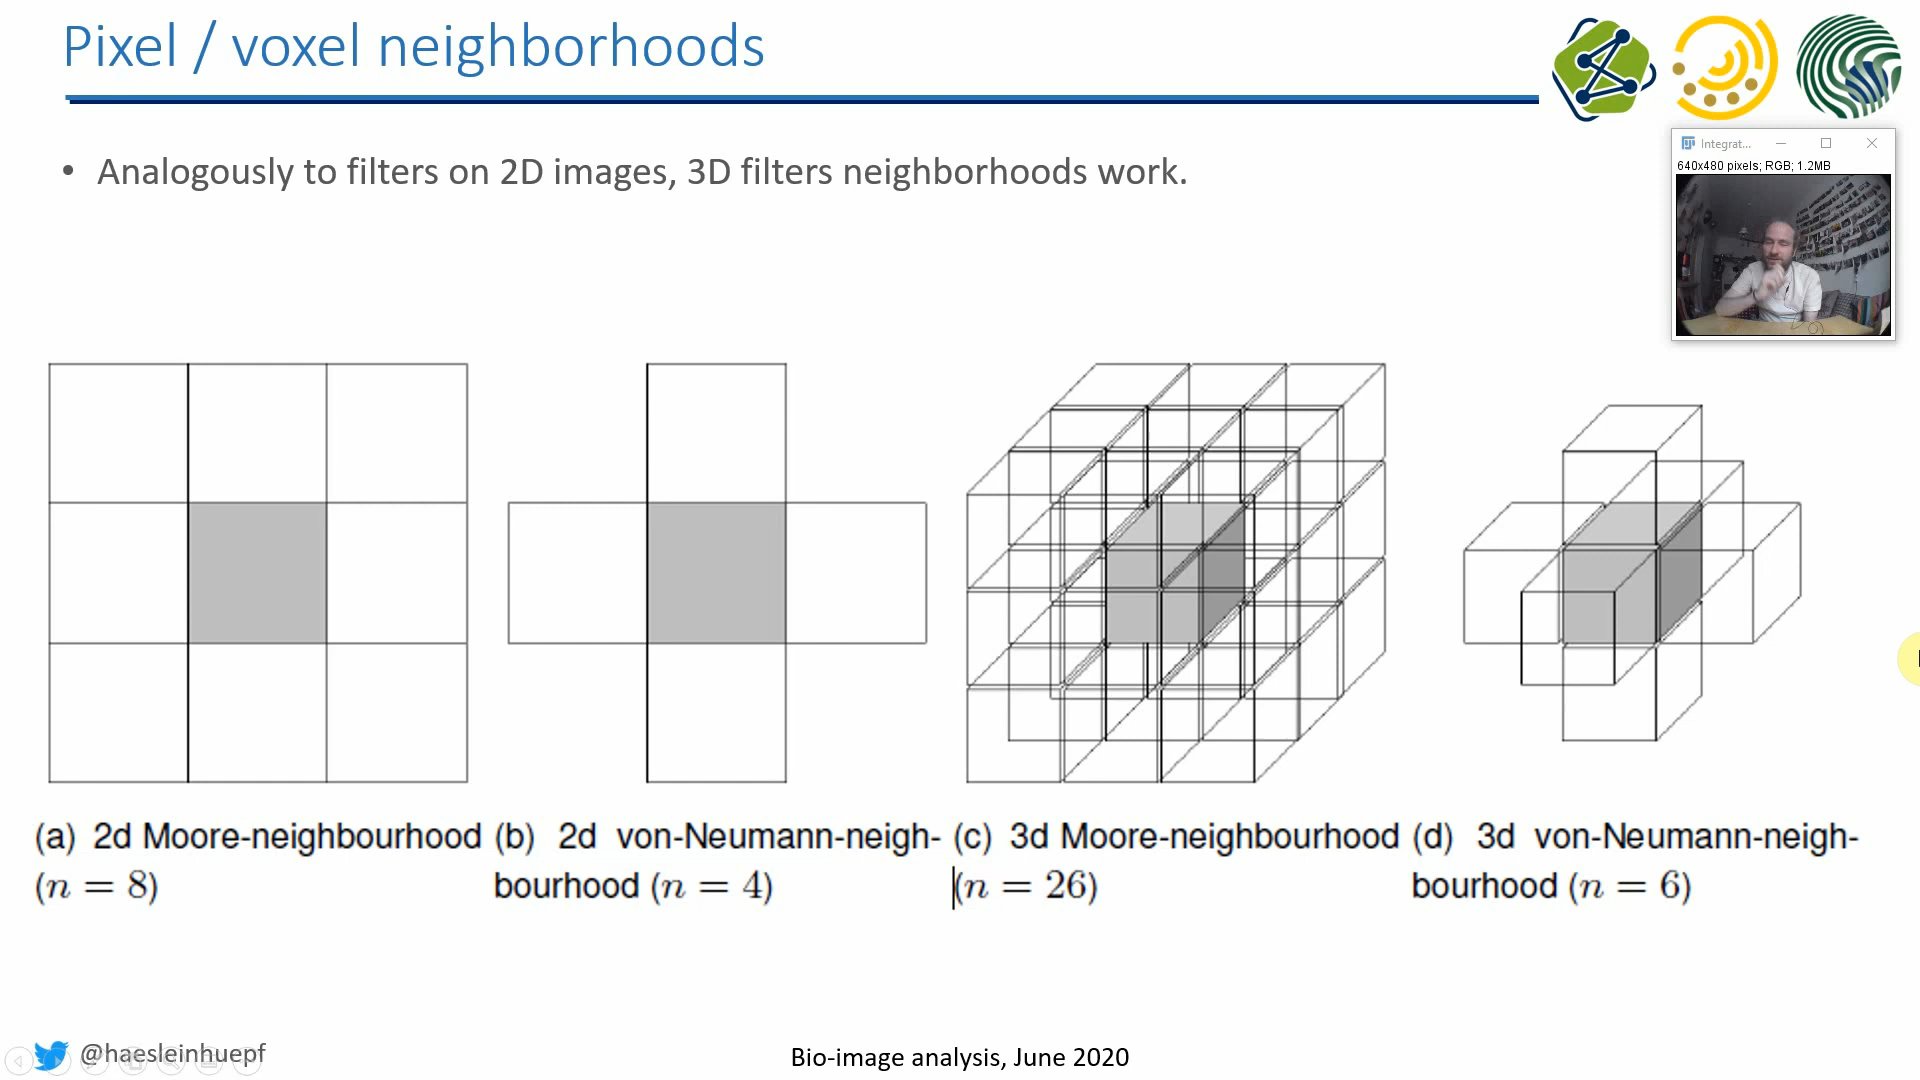 Pixel / voxel neighborhoods
• Analogously to filters on 2D images, 3D filters neighborhoods work.
Integrat...
640x480 pixels; RGB; 1.2MB
(a) 2d Moore-neighbourhood
(n = 8)
(b) 2d von-Neumann-neigh-
bourhood (n = 4)
(c) 3d Moore-neighbourhood
(n = 26)
(d) 3d von-Neumann-neigh-
bourhood (n = 6)
@haesleinhuepf
Bio-image analysis, June 2020